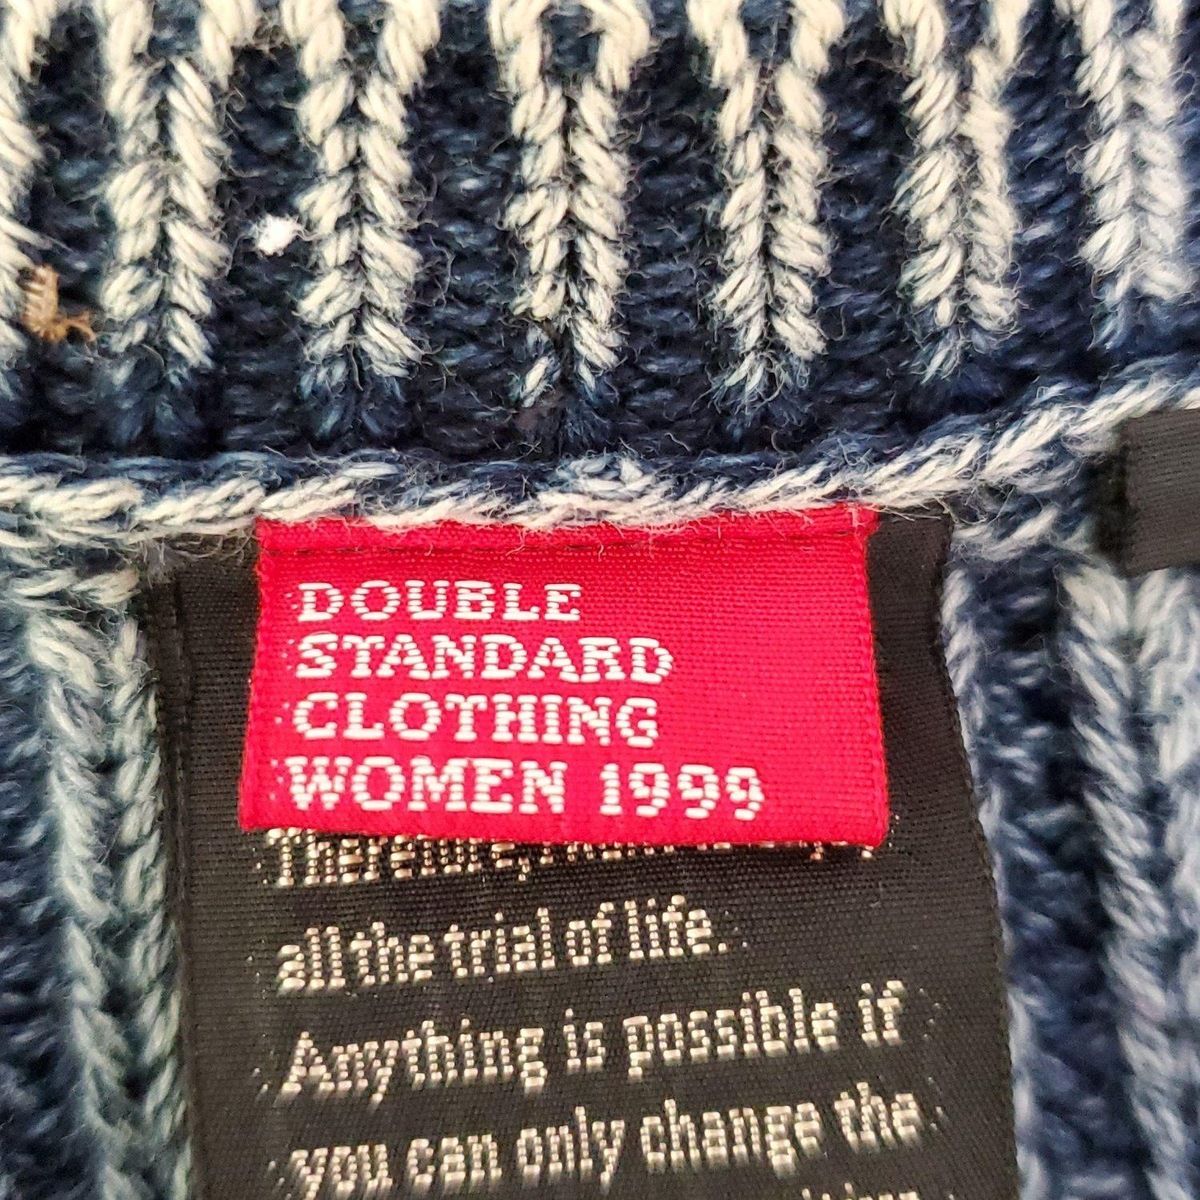 DOUBLE
STANDARD
CLOTHING
WOMEN 1999
all the trial of life.
Anything is possible if
you can only change the